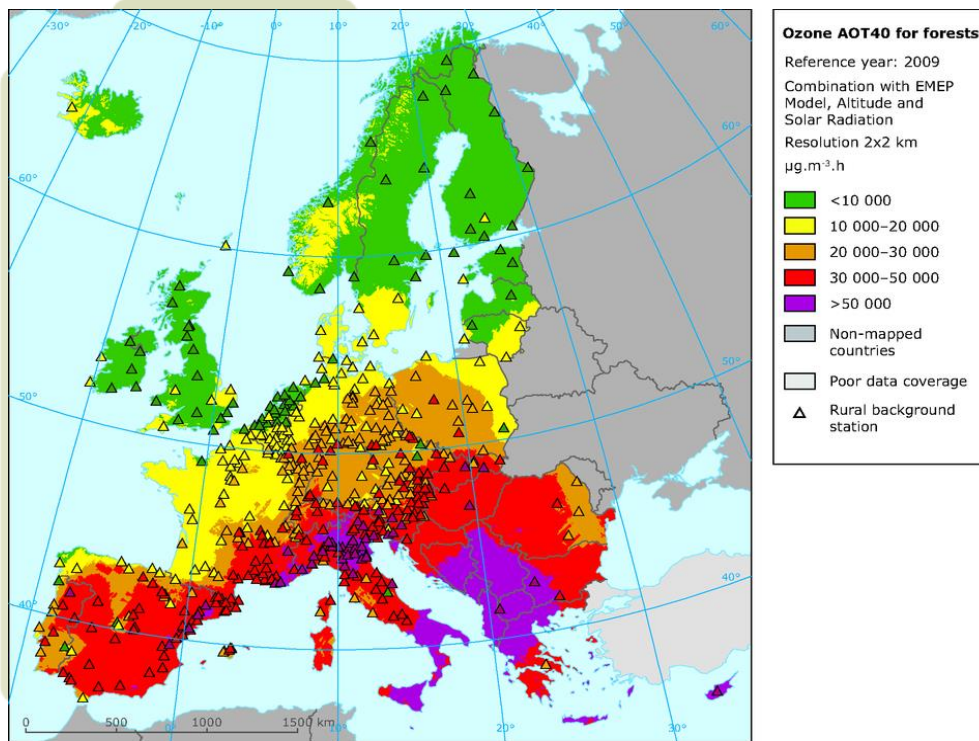 -30° -20° -10° 0° 10° 20° 30° 40° 50° 60° 70°
60°
60°
50°
50°
40°
40°
0° 10° 20° 30°
0 500 1000 1500 km
Ozone AOT40 for forests
Reference year: 2009
Combination with EMEP
Model, Altitude and
Solar Radiation
Resolution 2x2 km
µg.m⁻³.h
<10 000
10 000–20 000
20 000–30 000
30 000–50 000
>50 000
Non-mapped
countries
Poor data coverage
Rural background
station